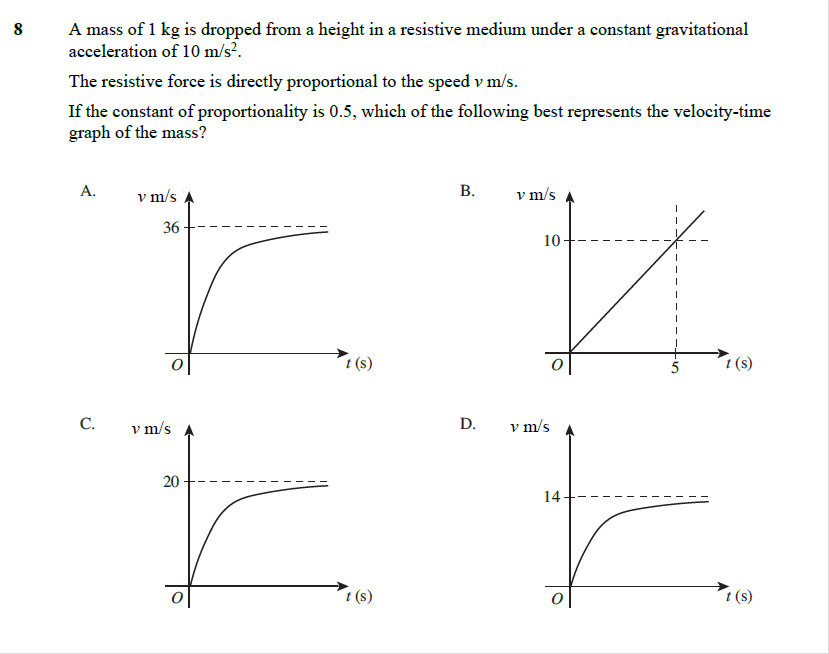 8 A mass of 1 kg is dropped from a height in a resistive medium under a constant gravitational
acceleration of 10 m/s².
The resistive force is directly proportional to the speed v m/s.
If the constant of proportionality is 0.5, which of the following best represents the velocity-time
graph of the mass?
A.
v m/s
36
O
t (s)
B.
v m/s
10
O
5
t (s)
C.
v m/s
20
O
t (s)
D.
v m/s
14
O
t (s)